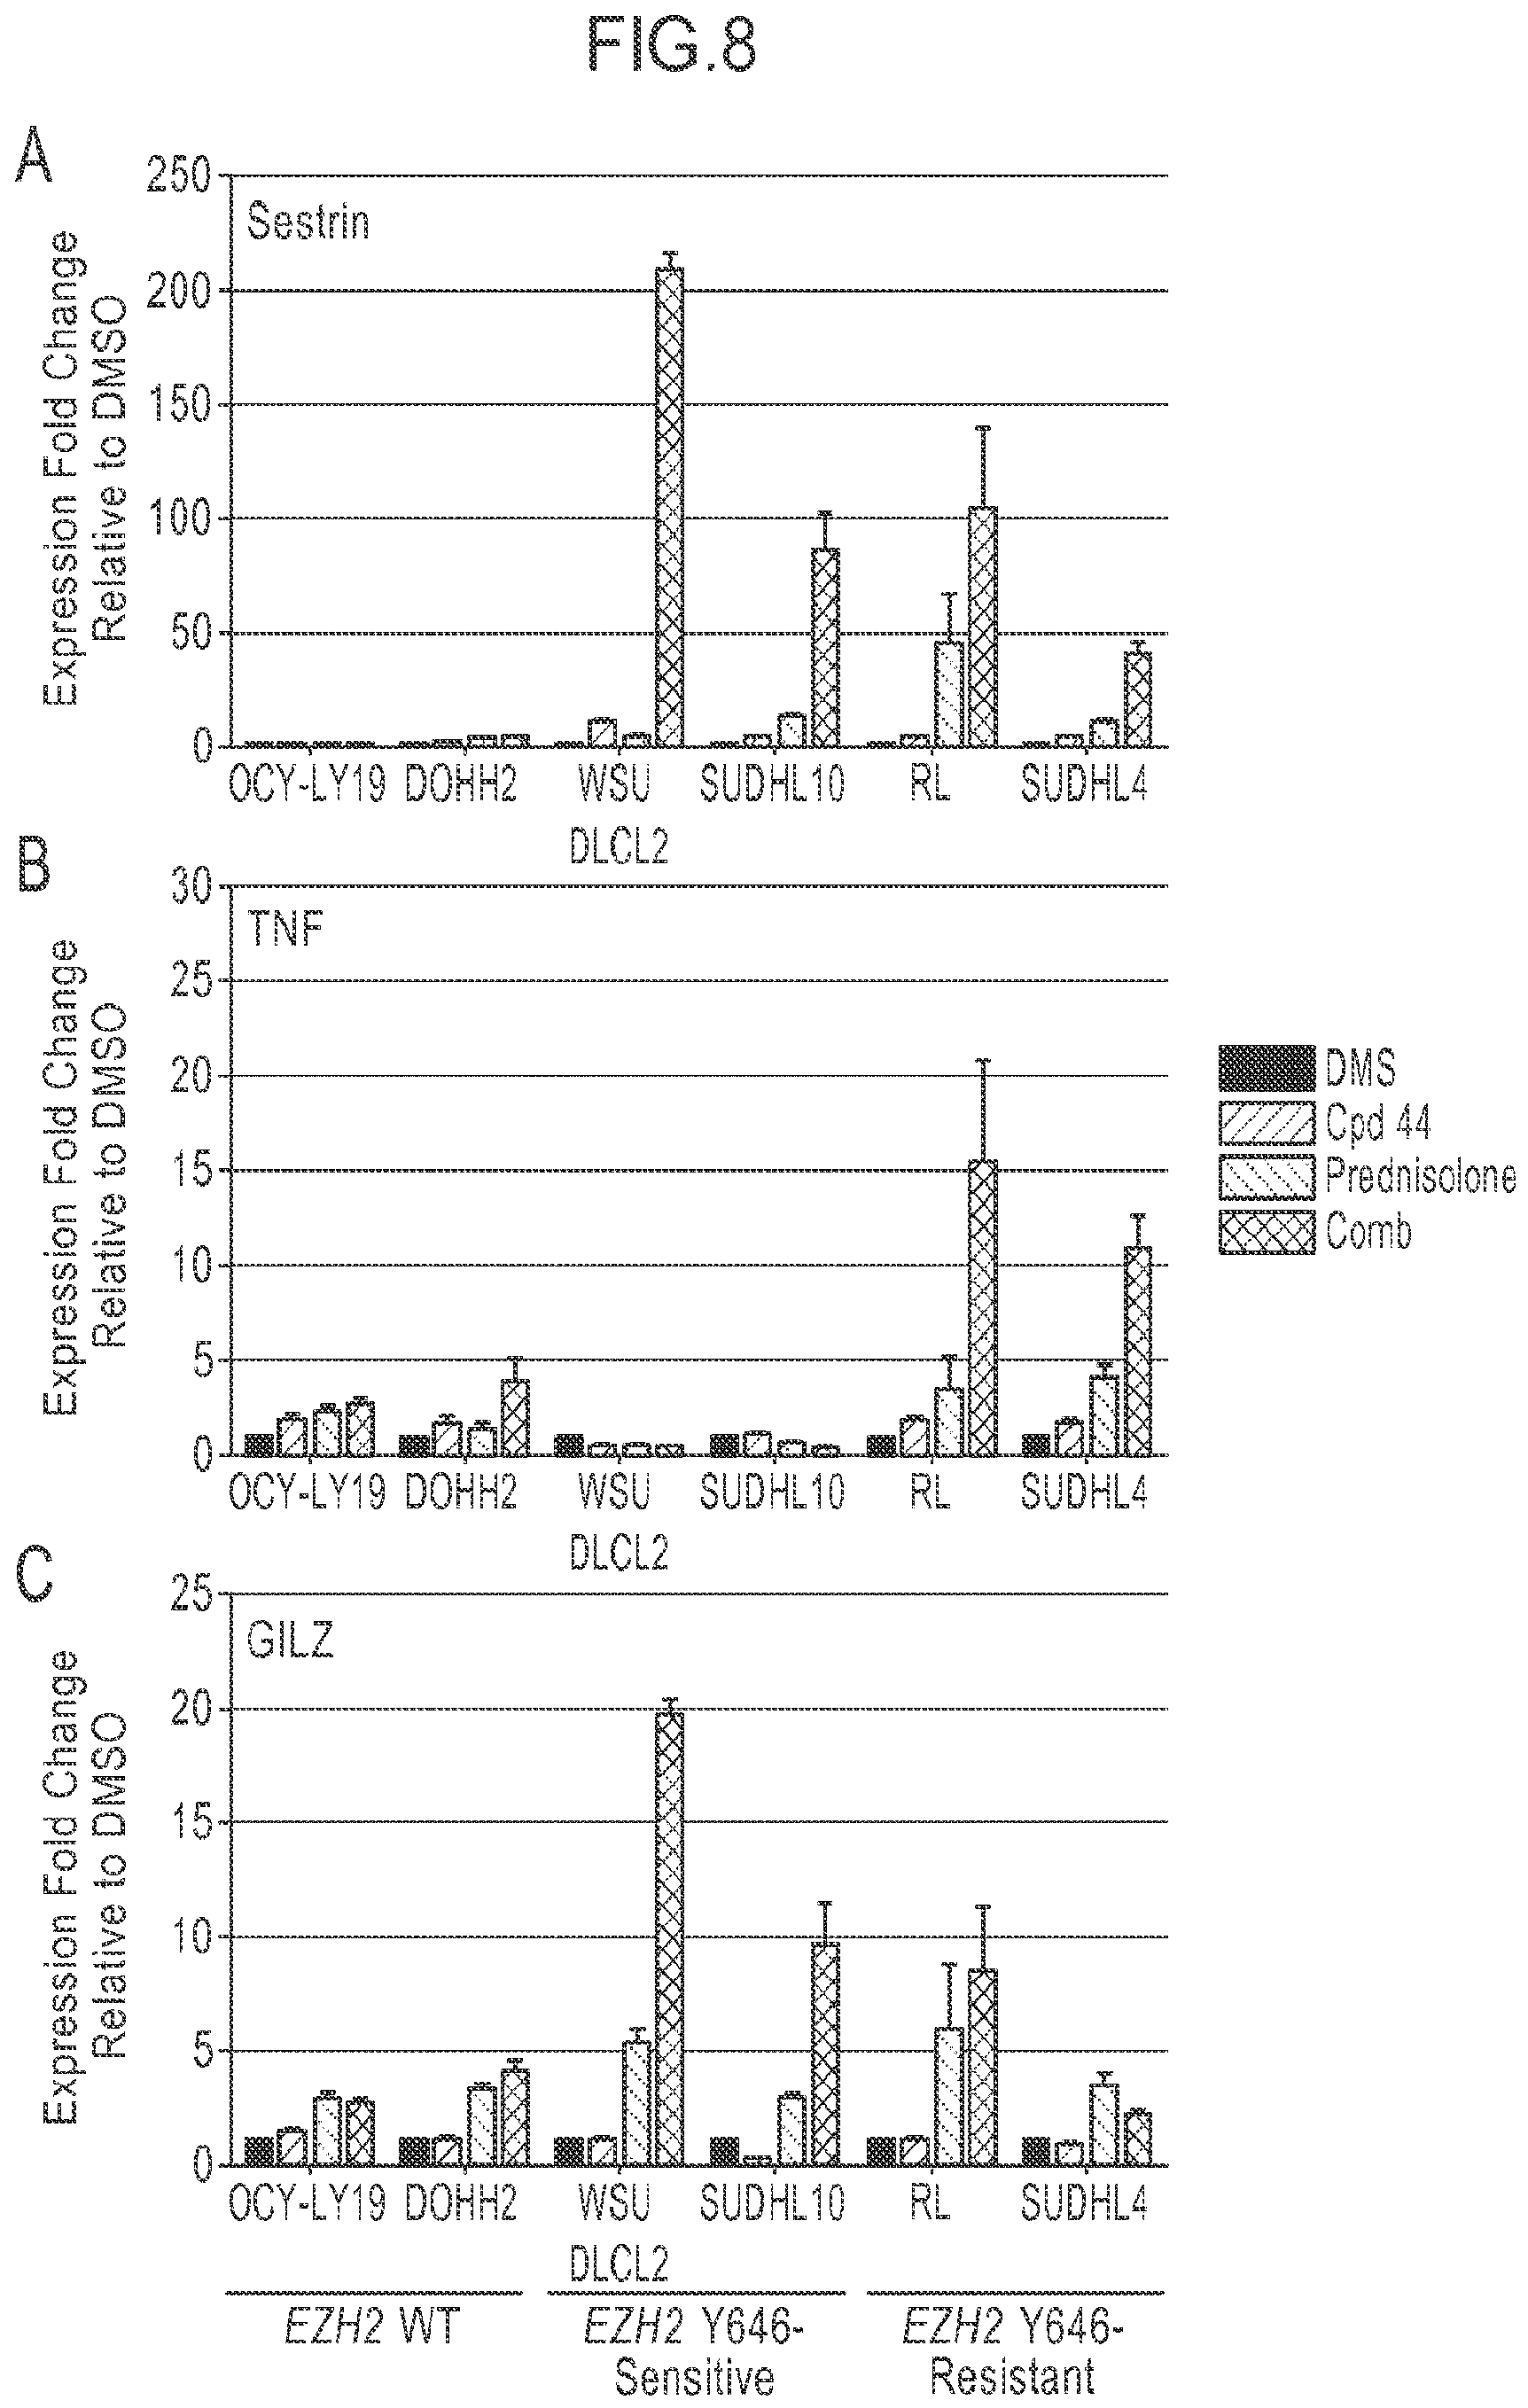 FIG.8
A
Expression Fold Change
Relative to DMSO
250
200
150
100
50
0
Sestrin
OCY-LY19 DOHH2 WSU SUDHL10 RL SUDHL4
DLCL2
B
Expression Fold Change
Relative to DMSO
30
25
20
15
10
5
0
TNF
OCY-LY19 DOHH2 WSU SUDHL10 RL SUDHL4
DLCL2
DMS
Cpd 44
Prednisolone
Comb
C
Expression Fold Change
Relative to DMSO
25
20
15
10
5
0
GILZ
OCY-LY19 DOHH2 WSU SUDHL10 RL SUDHL4
DLCL2
EZH2 WT
EZH2 Y646-
Sensitive
EZH2 Y646-
Resistant